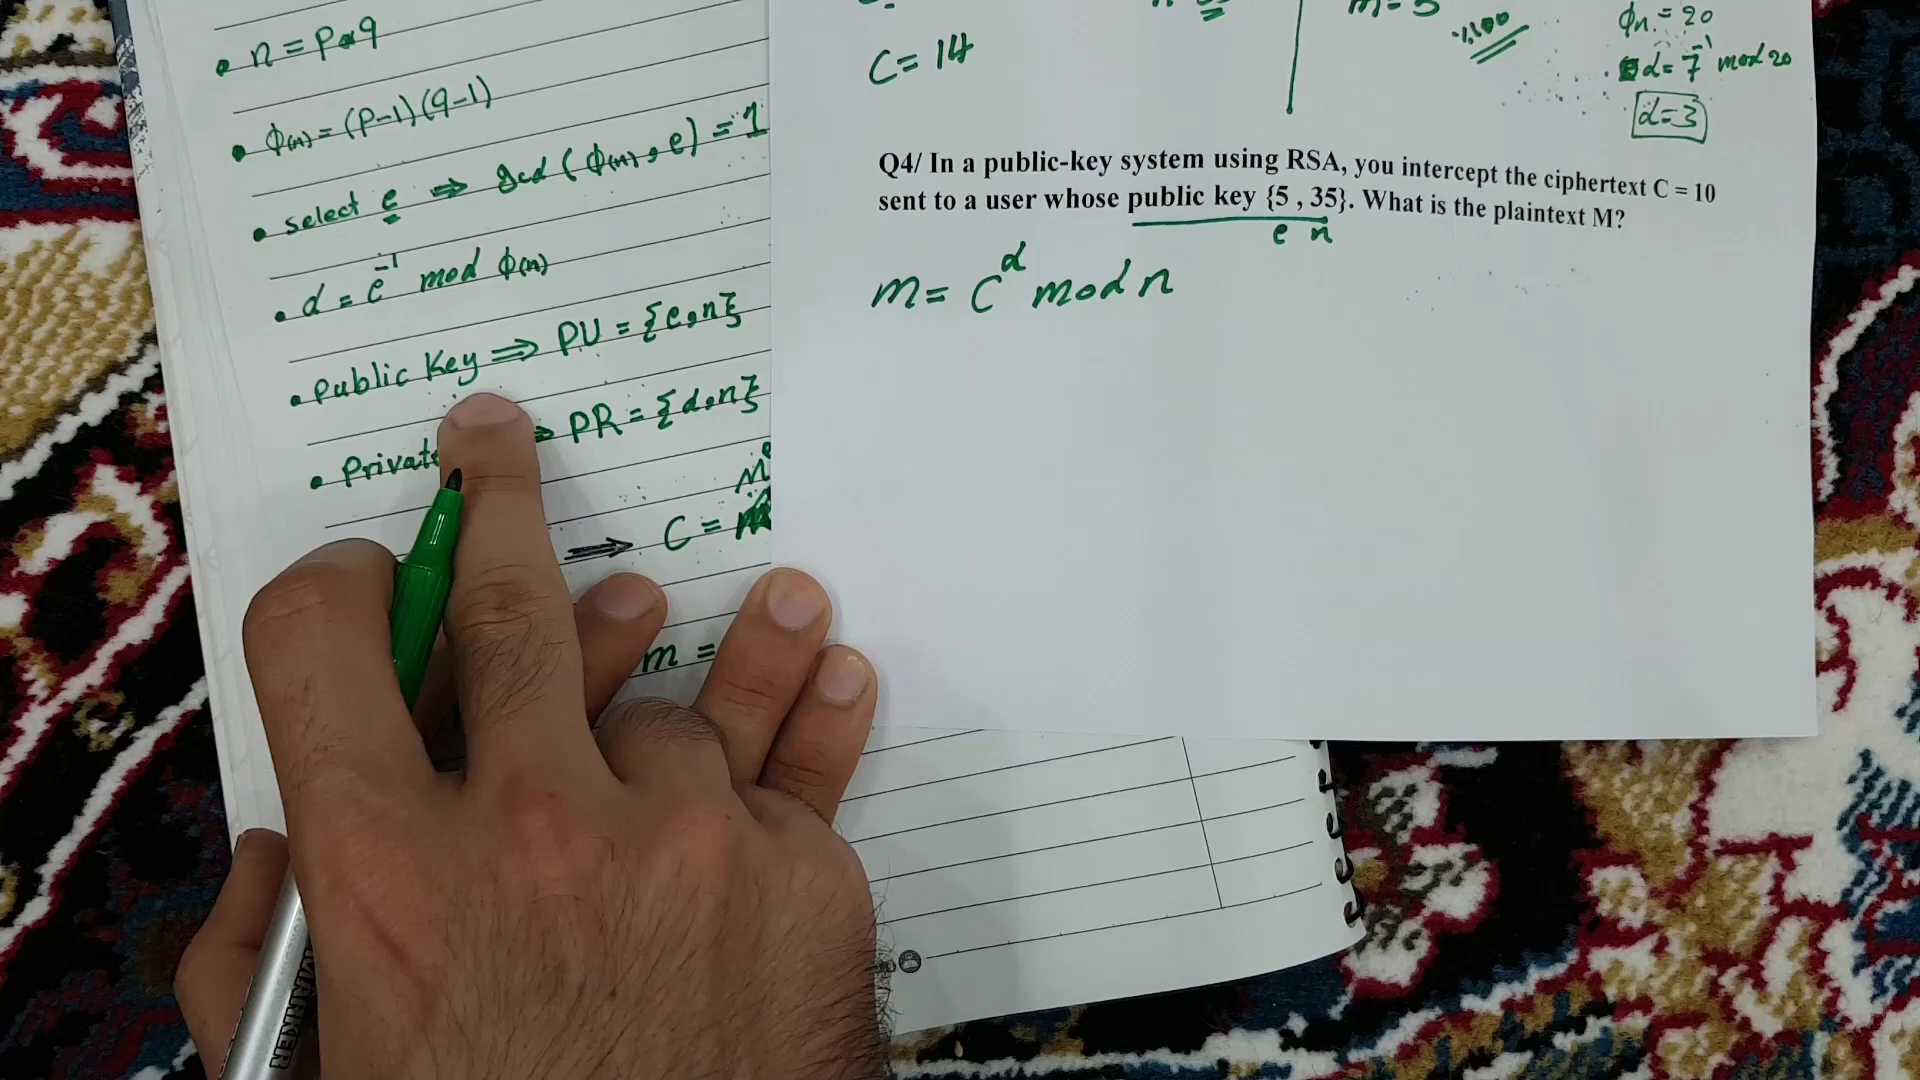 • n = p * q
• ϕ(n) = (P-1)(q-1)
• select e ⇒ gcd (ϕ(n), e) = 1
• d = e⁻¹ mod ϕ(n)
• public Key ⇒ PU = {e,n}
• Private ⇒ PR = {d,n}
⇒ C = M^e
m =
C = 14
ϕn = 20
d = 7⁻¹ mod 20
d=3
Q4/ In a public-key system using RSA, you intercept the ciphertext C = 10
sent to a user whose public key {5 , 35}. What is the plaintext M?
e n
m = C^d mod n
MARKER